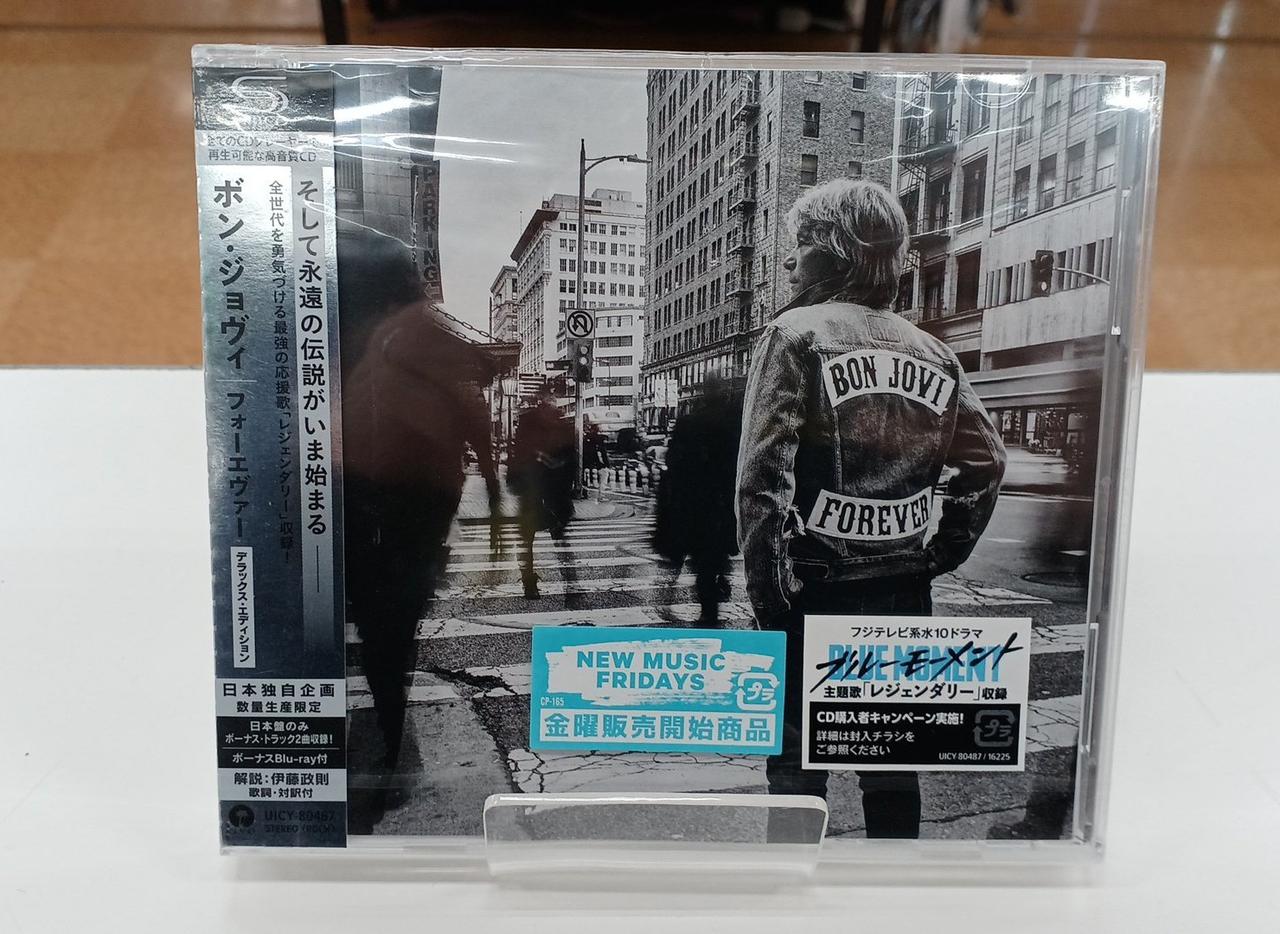 全てのCDプレーヤーで
再生可能な高音質CD
そして永遠の伝説がいま始まる――
全世代を勇気づける最強の応援歌「レジェンダリー」収録!
ボン・ジョヴィ|フォーエヴァー
デラックス・エディション
日本独自企画
数量生産限定
日本盤のみ
ボーナス・トラック2曲収録!
ボーナスBlu-ray付
解説:伊藤政則
歌詞・対訳付
UICY-80487
STEREO (ROCK)
PARKING
BON JOVI
FOREVER
NEW MUSIC
FRIDAYS
CP-165
プラ
金曜販売開始商品
フジテレビ系水10ドラマ
BLUE MOMENT
ブルーモーメント
主題歌「レジェンダリー」収録
CD購入者キャンペーン実施!
詳細は封入チラシを
ご参照ください
プラ
UICY-80487/16225